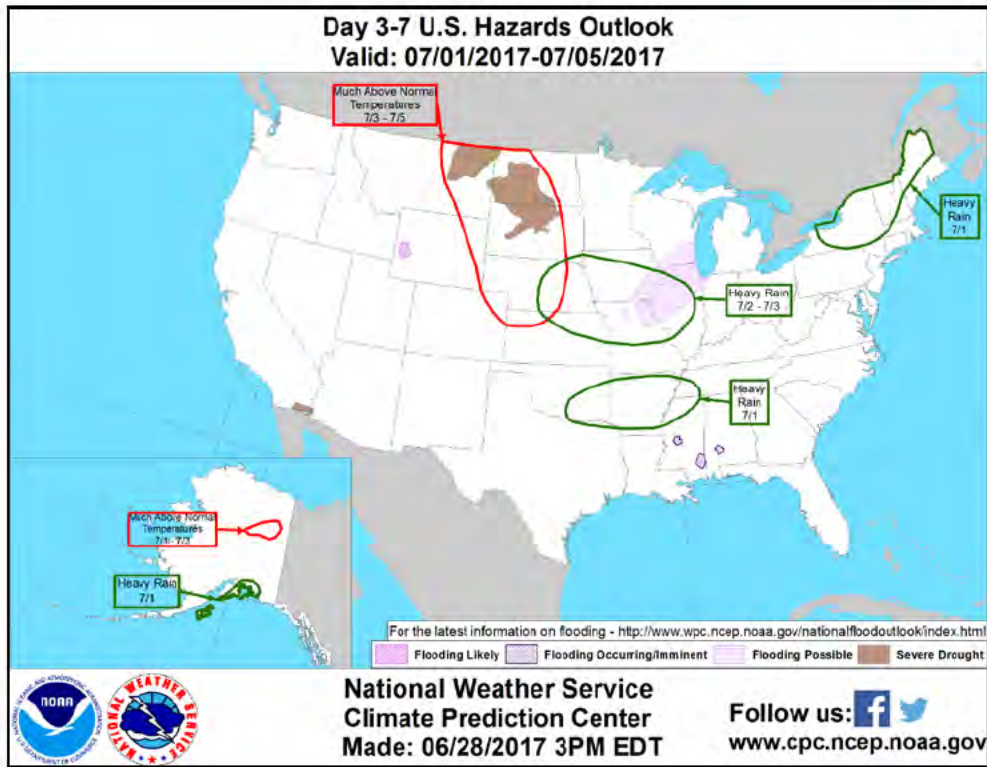 Day 3-7 U.S. Hazards Outlook
Valid: 07/01/2017-07/05/2017
Much Above Normal
Temperatures
7/3 - 7/5
Heavy
Rain
7/1
Heavy Rain
7/2 - 7/3
Heavy
Rain
7/1
Much Above Normal
Temperatures
7/1 - 7/3
Heavy Rain
7/1
For the latest information on flooding - http://www.wpc.ncep.noaa.gov/nationalfloodoutlook/index.html
Flooding Likely
Flooding Occurring/Imminent
Flooding Possible
Severe Drought
NOAA
NATIONAL WEATHER SERVICE
National Weather Service
Climate Prediction Center
Made: 06/28/2017 3PM EDT
Follow us:
www.cpc.ncep.noaa.gov